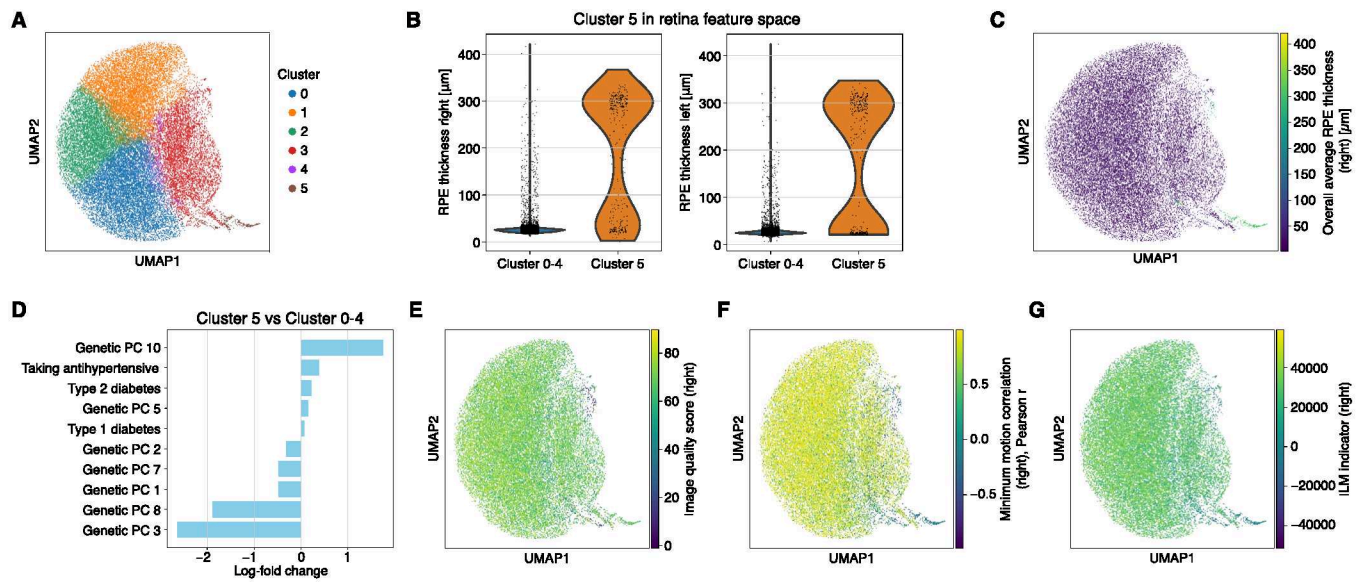 A
UMAP2
UMAP1
Cluster
0
1
2
3
4
5
B
Cluster 5 in retina feature space
RPE thickness right [µm]
400
300
200
100
0
Cluster 0-4
Cluster 5
RPE thickness left [µm]
400
300
200
100
0
Cluster 0-4
Cluster 5
C
UMAP2
UMAP1
400
350
300
250
200
150
100
50
Overall average RPE thickness
(right) [µm]
D
Cluster 5 vs Cluster 0-4
Genetic PC 10
Taking antihypertensive
Type 2 diabetes
Genetic PC 5
Type 1 diabetes
Genetic PC 2
Genetic PC 7
Genetic PC 1
Genetic PC 8
Genetic PC 3
−2
−1
0
1
Log-fold change
E
UMAP2
UMAP1
80
60
40
20
0
Image quality score (right)
F
UMAP2
UMAP1
0.5
0.0
−0.5
Minimum motion correlation
(right), Pearson r
G
UMAP2
UMAP1
40000
20000
0
−20000
−40000
ILM indicator (right)